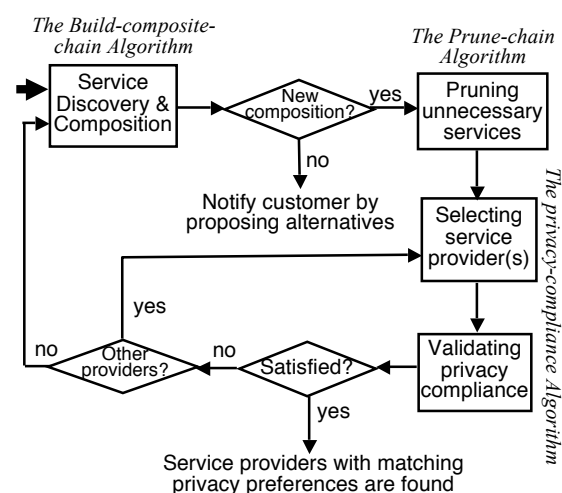 The Build-composite-
chain Algorithm
The Prune-chain
Algorithm
Service
Discovery &
Composition
New
composition?
yes
Pruning
unnecessary
services
no
Notify customer by
proposing alternatives
Selecting
service
provider(s)
The privacy-compliance Algorithm
yes
no
Other
providers?
no
Satisfied?
Validating
privacy
compliance
yes
Service providers with matching
privacy preferences are found